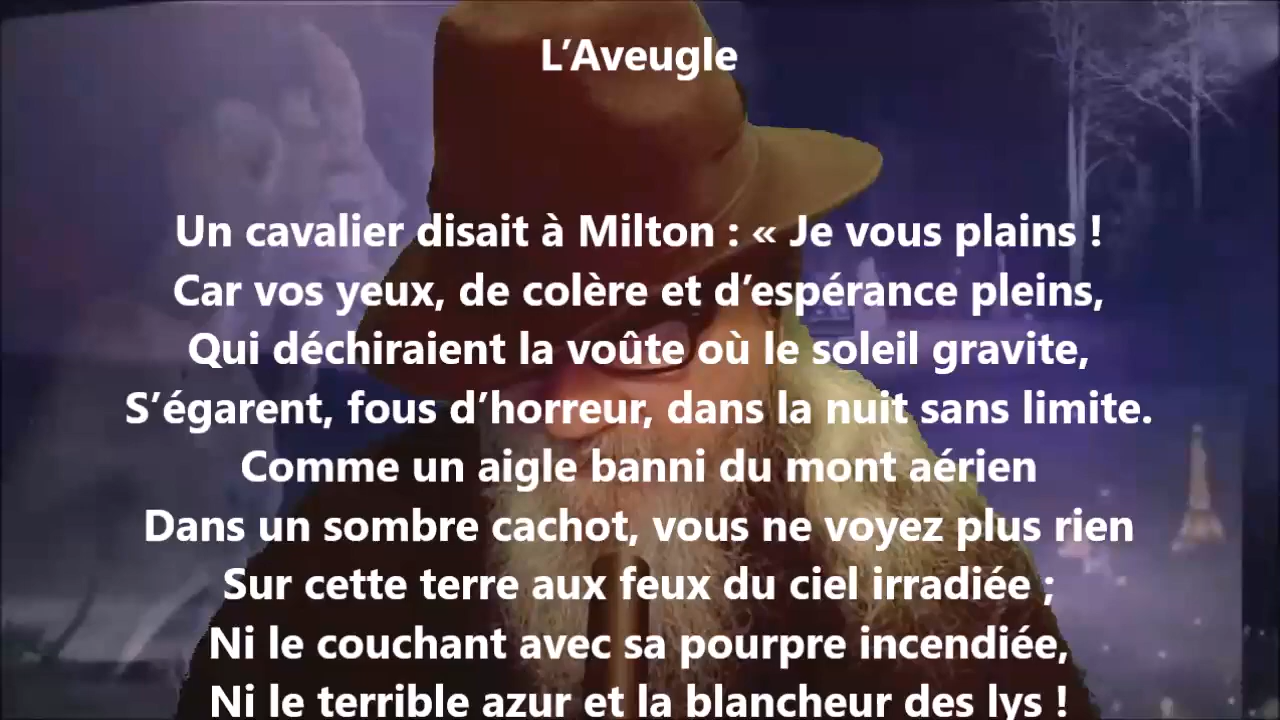 L’Aveugle
Un cavalier disait à Milton : « Je vous plains !
Car vos yeux, de colère et d’espérance pleins,
Qui déchiraient la voûte où le soleil gravite,
S’égarent, fous d’horreur, dans la nuit sans limite.
Comme un aigle banni du mont aérien
Dans un sombre cachot, vous ne voyez plus rien
Sur cette terre aux feux du ciel irradiée ;
Ni le couchant avec sa pourpre incendiée,
Ni le terrible azur et la blancheur des lys !